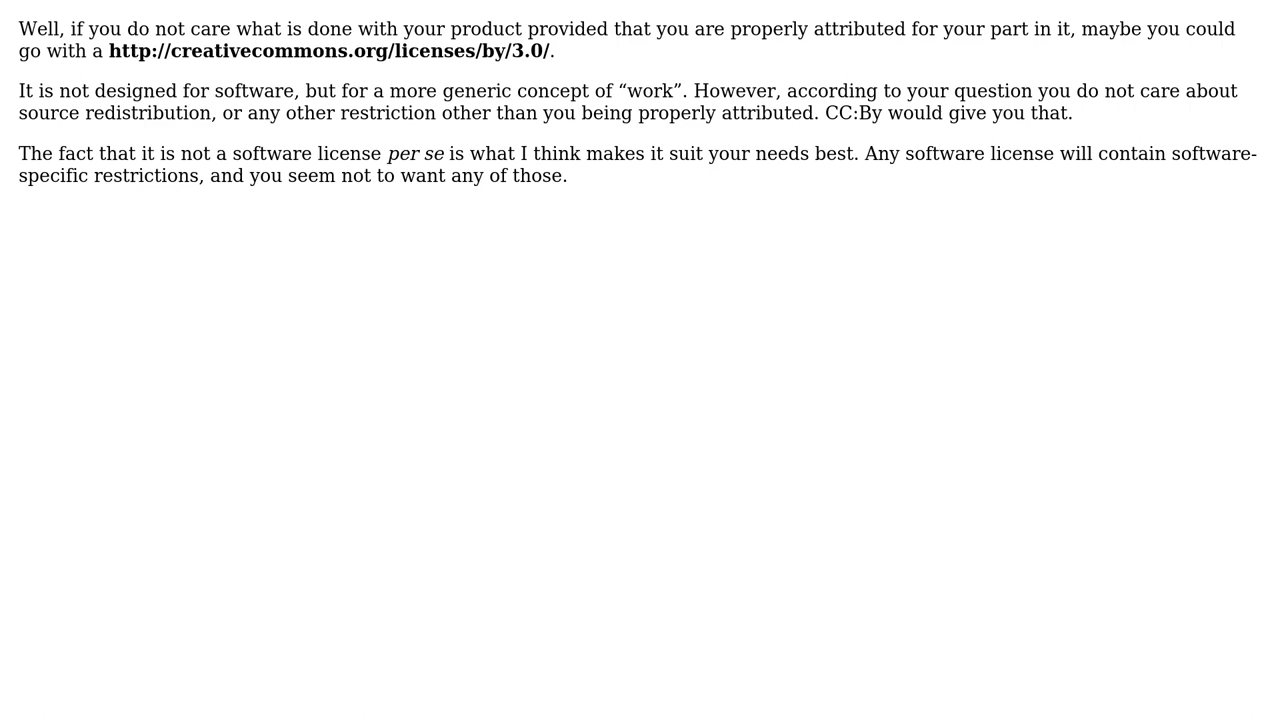 Well, if you do not care what is done with your product provided that you are properly attributed for your part in it, maybe you could
go with a http://creativecommons.org/licenses/by/3.0/.
It is not designed for software, but for a more generic concept of “work”. However, according to your question you do not care about
source redistribution, or any other restriction other than you being properly attributed. CC:By would give you that.
The fact that it is not a software license per se is what I think makes it suit your needs best. Any software license will contain software-
specific restrictions, and you seem not to want any of those.